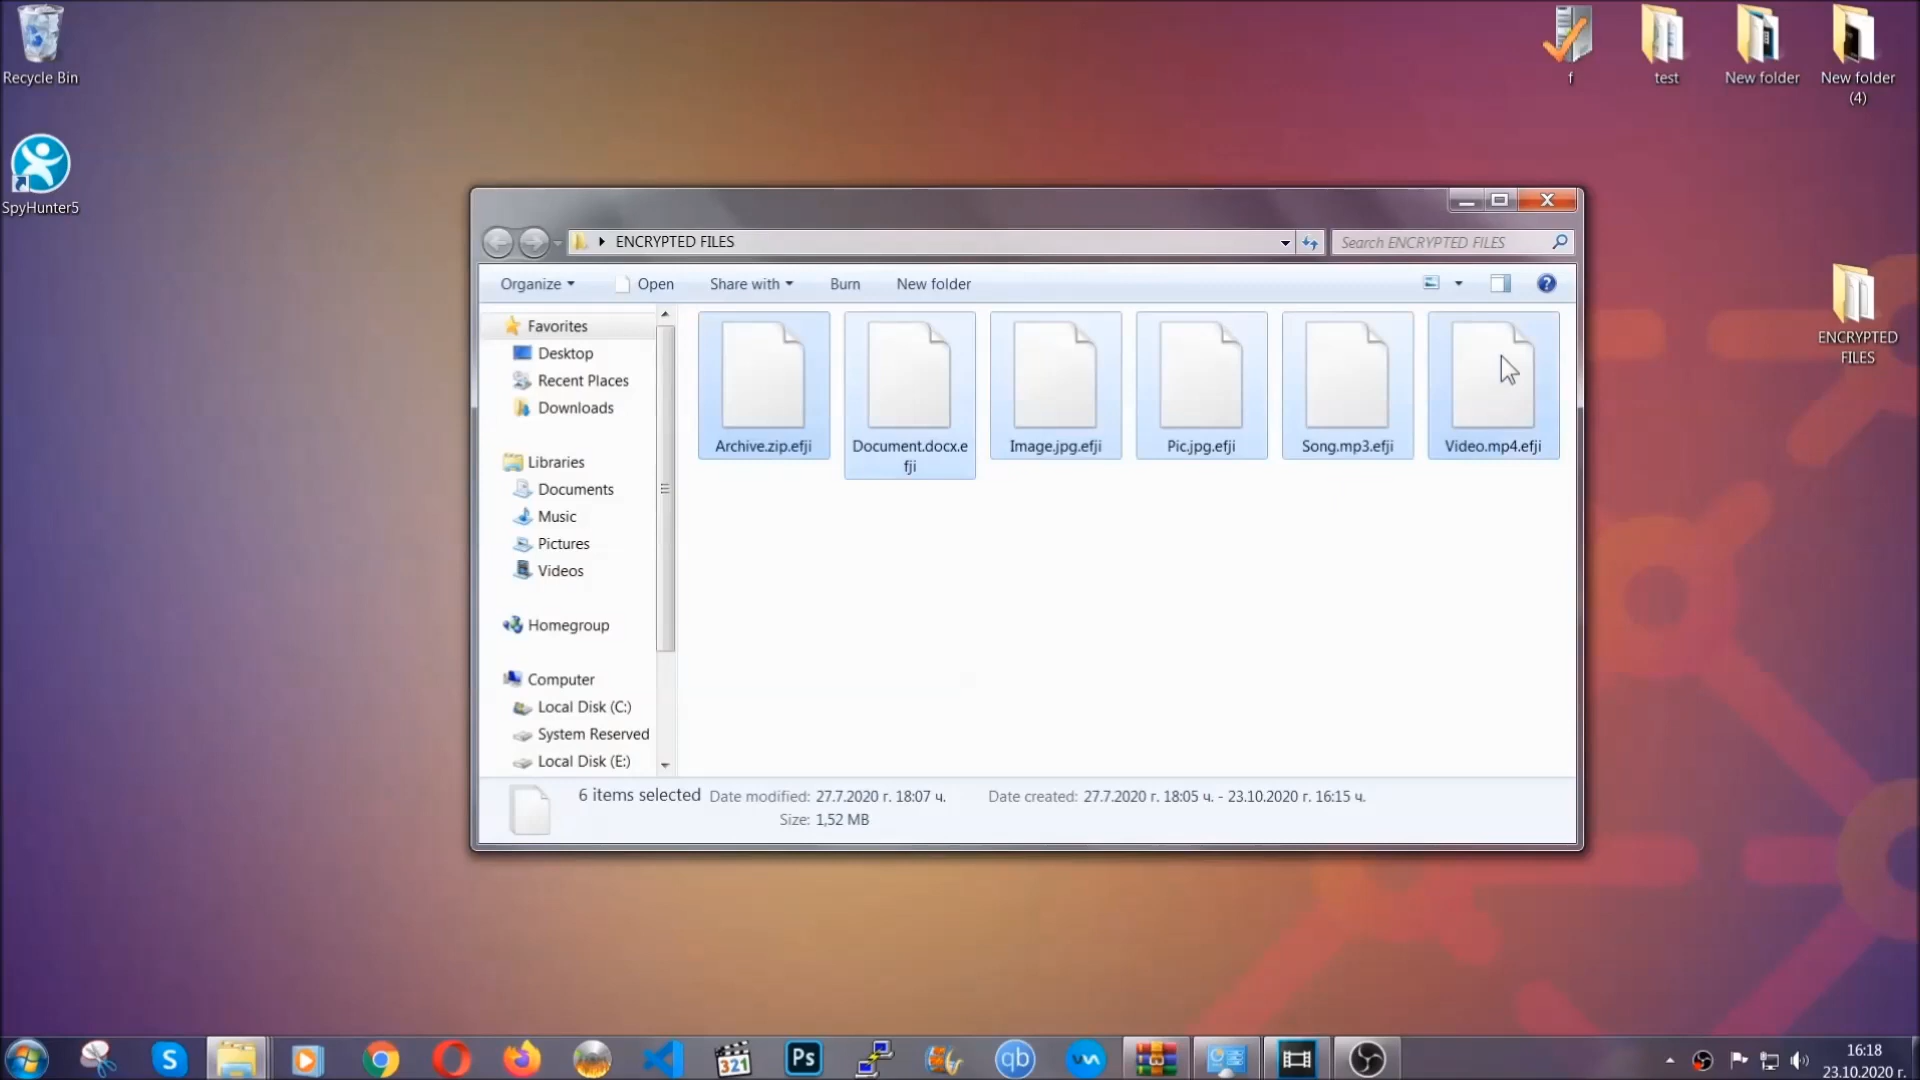 Recycle Bin
SpyHunter5
f
test
New folder
New folder
(4)
ENCRYPTED
FILES
ENCRYPTED FILES
Search ENCRYPTED FILES
Organize
Open
Share with
Burn
New folder
Favorites
Desktop
Recent Places
Downloads
Libraries
Documents
Music
Pictures
Videos
Homegroup
Computer
Local Disk (C:)
System Reserved
Local Disk (E:)
Archive.zip.efji
Document.docx.e
fji
Image.jpg.efji
Pic.jpg.efji
Song.mp3.efji
Video.mp4.efji
6 items selected Date modified: 27.7.2020 г. 18:07 ч. Date created: 27.7.2020 г. 18:05 ч. - 23.10.2020 г. 16:15 ч.
Size: 1,52 MB
S
321
Ps
qb
16:18
23.10.2020 г.